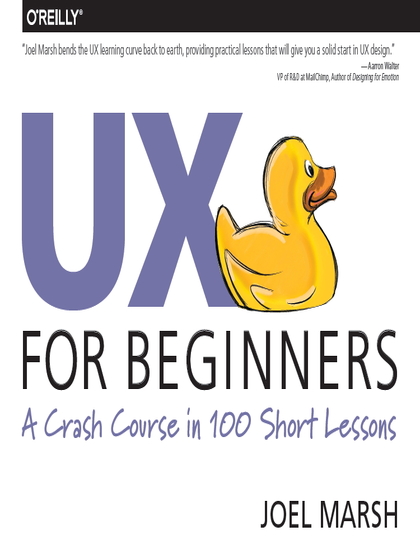 O'REILLY®
"Joel Marsh bends the UX learning curve back to earth, providing practical lessons that will give you a solid start in UX design."
—Aarron Walter
VP of R&D at MailChimp, Author of Designing for Emotion
UX
FOR BEGINNERS
A Crash Course in 100 Short Lessons
JOEL MARSH